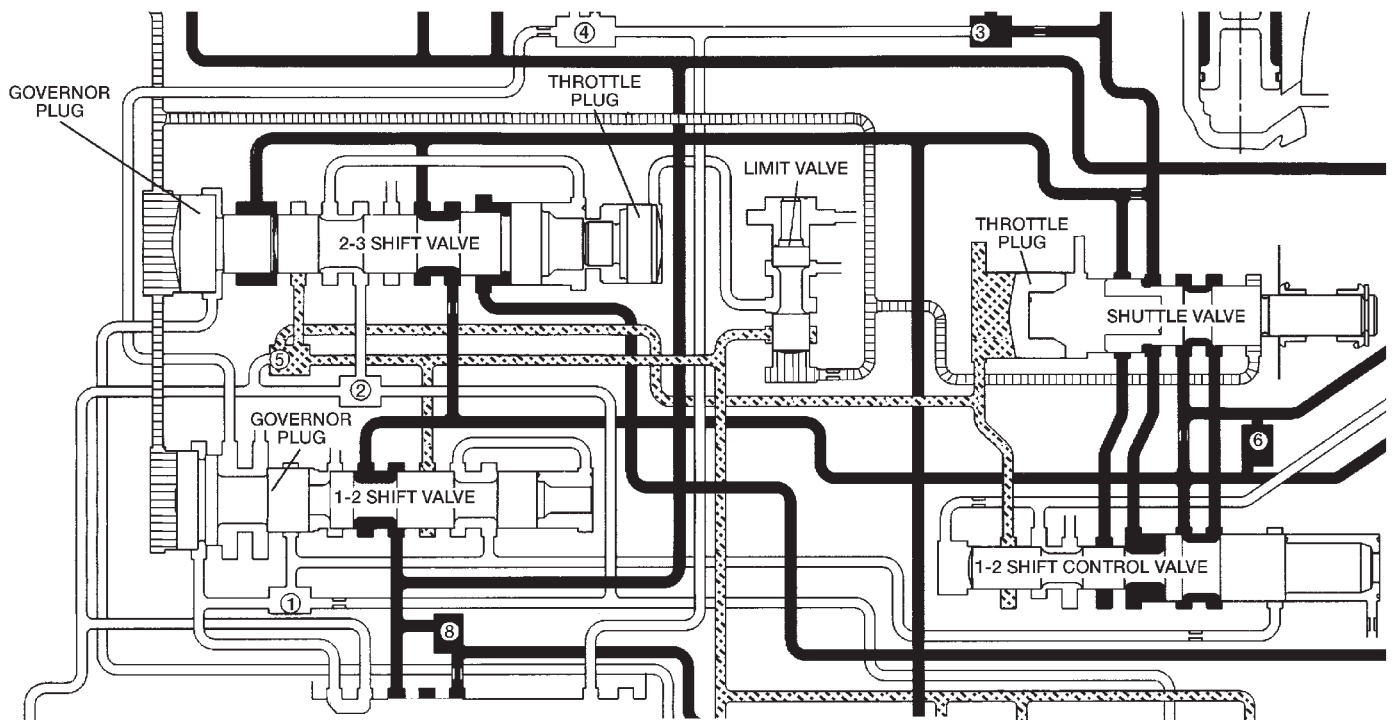 ④
③
GOVERNOR
PLUG
THROTTLE
PLUG
LIMIT VALVE
THROTTLE
PLUG
2-3 SHIFT VALVE
SHUTTLE VALVE
⑤
②
GOVERNOR
PLUG
⑥
1-2 SHIFT VALVE
1-2 SHIFT CONTROL VALVE
①
⑧